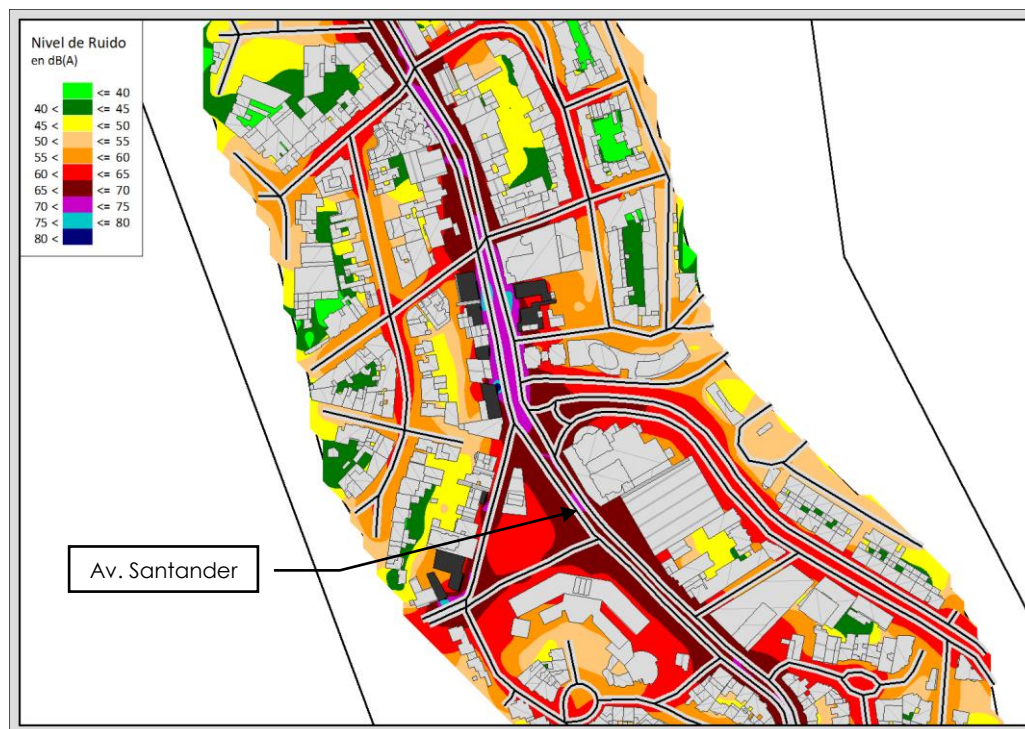 Nivel de Ruido
en dB(A)
<= 40
40 < <= 45
45 < <= 50
50 < <= 55
55 < <= 60
60 < <= 65
65 < <= 70
70 < <= 75
75 < <= 80
80 <
Av. Santander